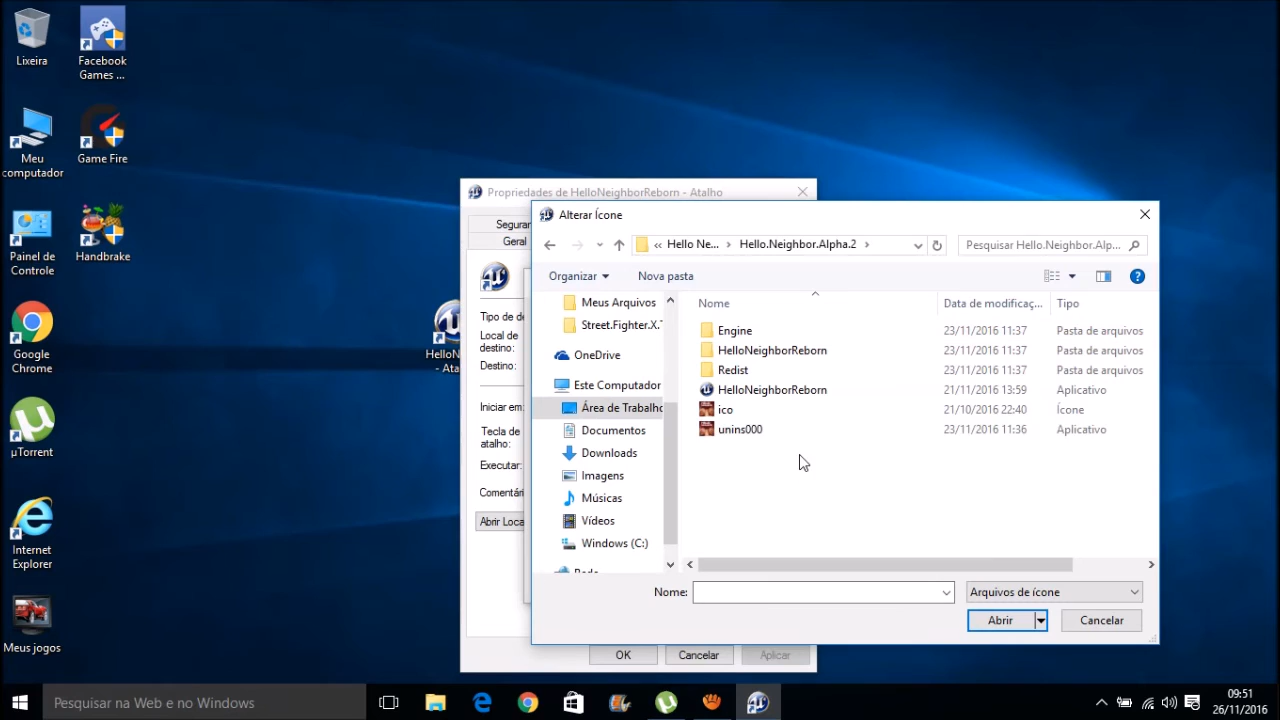 Lixeira
Facebook
Games ...
Meu
computador
Game Fire
Painel de
Controle
Handbrake
Google
Chrome
µTorrent
Internet
Explorer
Meus jogos
HelloN
- Ata
Propriedades de HelloNeighborReborn - Atalho
Segurar
Geral
Tipo de de
Local de
destino:
Destino:
Iniciar em:
Tecla de
atalho:
Executar:
Comentári
Abrir Loca
OK
Cancelar
Aplicar
Alterar Ícone
« Hello Ne... › Hello.Neighbor.Alpha.2 ›
Pesquisar Hello.Neighbor.Alp...
Organizar
Nova pasta
Meus Arquivos
Street.Fighter.X.T
OneDrive
Este Computador
Área de Trabalho
Documentos
Downloads
Imagens
Músicas
Vídeos
Windows (C:)
Rede
Nome Data de modificaç... Tipo
Engine 23/11/2016 11:37 Pasta de arquivos
HelloNeighborReborn 23/11/2016 11:37 Pasta de arquivos
Redist 23/11/2016 11:37 Pasta de arquivos
HelloNeighborReborn 21/11/2016 13:59 Aplicativo
ico 21/10/2016 22:40 Ícone
unins000 23/11/2016 11:36 Aplicativo
Nome:
Arquivos de ícone
Abrir
Cancelar
Pesquisar na Web e no Windows
09:51
26/11/2016